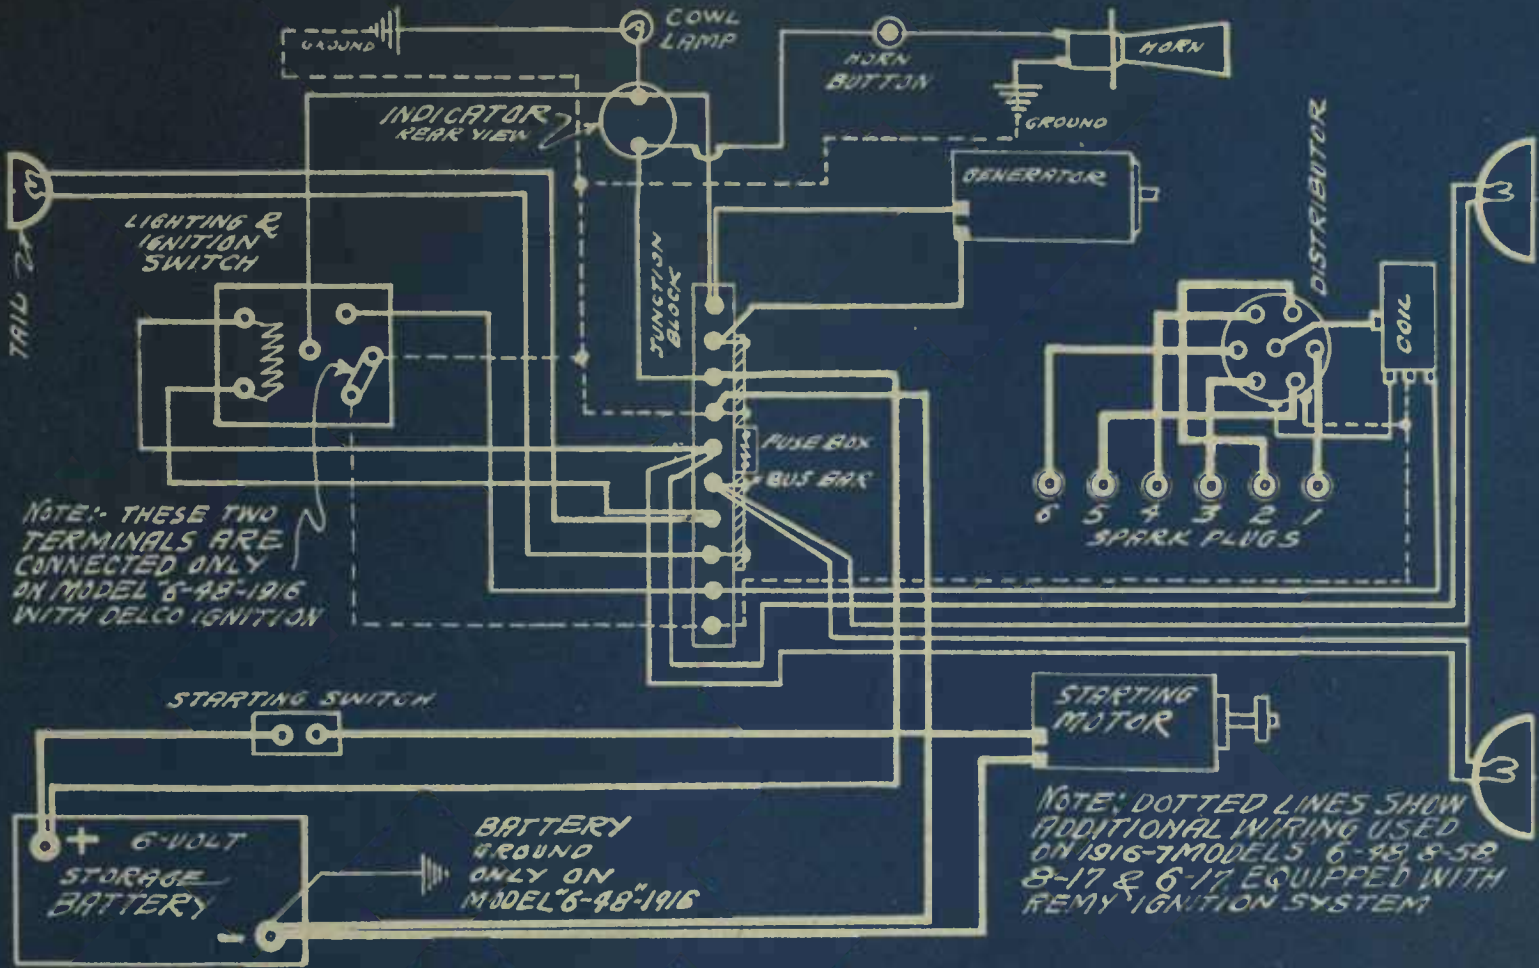 GROUND
COWL
LAMP
HORN
BUTTON
HORN
GROUND
INDICATOR
REAR VIEW
GENERATOR
DISTRIBUTOR
COIL
TAIL
LIGHTING &
IGNITION
SWITCH
JUNCTION
BLOCK
FUSE BOX
BUS BAR
6 5 4 3 2 1
SPARK PLUGS
NOTE:- THESE TWO
TERMINALS ARE
CONNECTED ONLY
ON MODEL "6-48"-1916
WITH DELCO IGNITION
STARTING SWITCH
STARTING
MOTOR
+ 6-VOLT
STORAGE
BATTERY
-
BATTERY
GROUND
ONLY ON
MODEL "6-48"-1916
NOTE: DOTTED LINES SHOW
ADDITIONAL WIRING USED
ON 1916-7 MODELS 6-48, 8-58
8-17 & 6-17, EQUIPPED WITH
REMY IGNITION SYSTEM